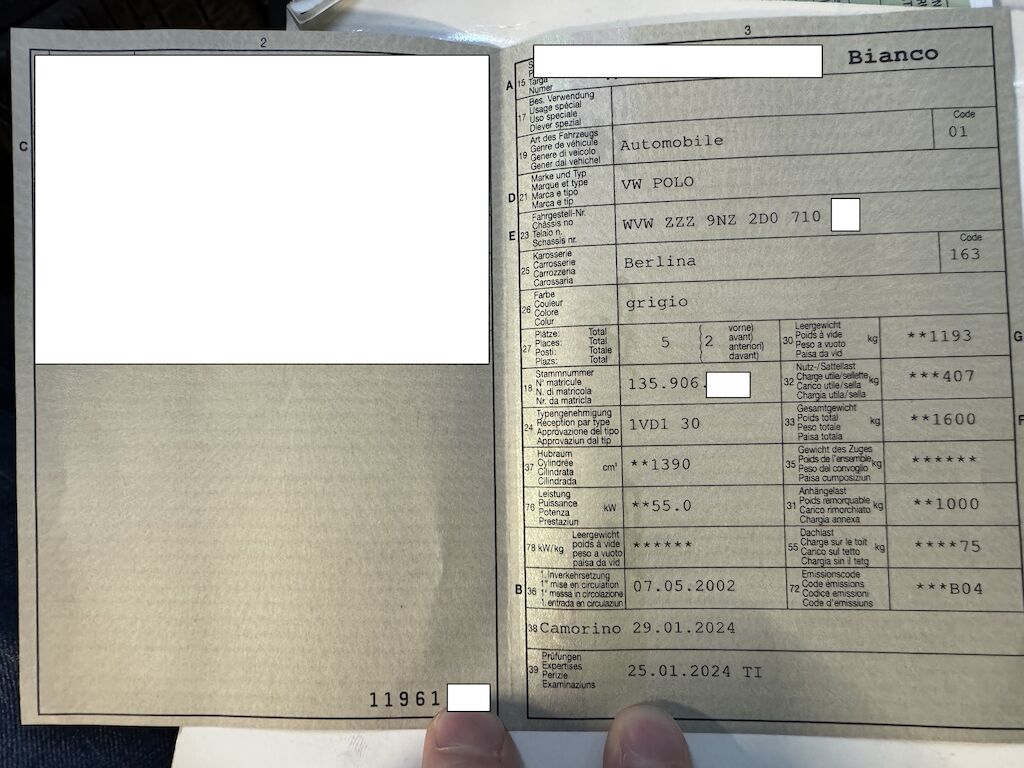 2
C
11961
3
A 15 Targa
Numer
Bianco
17 Bes. Verwendung
Usage spécial
Uso speciale
Diever spezial
19 Art des Fahrzeugs
Genre de véhicule
Genere di veicolo
Gener dal vehichel
Automobile
Code
01
D 21 Marke und Typ
Marque et type
Marca e tipo
Marca e tip
VW POLO
E 23 Fahrgestell-Nr.
Châssis no
Telaio n.
Schassis nr.
WVW ZZZ 9NZ 2D0 710
25 Karosserie
Carrosserie
Carrozzeria
Carossaria
Berlina
Code
163
26 Farbe
Couleur
Colore
Colur
grigio
27 Plätze: Total
Places: Total
Posti: Totale
Plazs: Total
5 { 2 vorne)
avant)
anteriori)
davant)
30 Leergewicht
Poids à vide
Peso a vuoto
Paisa da vid
kg
**1193
G
18 Stammnummer
N° matricule
N. di matricola
Nr. da matricla
135.906.
32 Nutz-/Sattellast
Charge utile/sellette
Carico utile/sella
Chargia utila/sella
kg
***407
24 Typengenehmigung
Réception par type
Approvazione del tipo
Approvaziun dal tip
1VD1 30
33 Gesamtgewicht
Poids total
Peso totale
Paisa totala
kg
**1600
F
37 Hubraum
Cylindrée
Cilindrata
Cilindrada
cm³
**1390
35 Gewicht des Zuges
Poids de l'ensemble
Peso del convoglio
Paisa cumposiziun
kg
******
76 Leistung
Puissance
Potenza
Prestaziun
kW
**55.0
31 Anhängelast
Poids remorquable
Carico rimorchiato
Chargia annexa
kg
**1000
78 kW/kg Leergewicht
poids à vide
peso a vuoto
paisa da vid
******
55 Dachlast
Charge sur le toit
Carico sul tetto
Chargia sin il tetg
kg
****75
B 36 1. Inverkehrsetzung
1re mise en circulation
1a messa in circolazione
1. entrada en circulaziun
07.05.2002
72 Emissionscode
Code émissions
Codice emissioni
Code d'emissiuns
***B04
38 Camorino 29.01.2024
39 Prüfungen
Expertises
Perizie
Examinaziuns
25.01.2024 TI